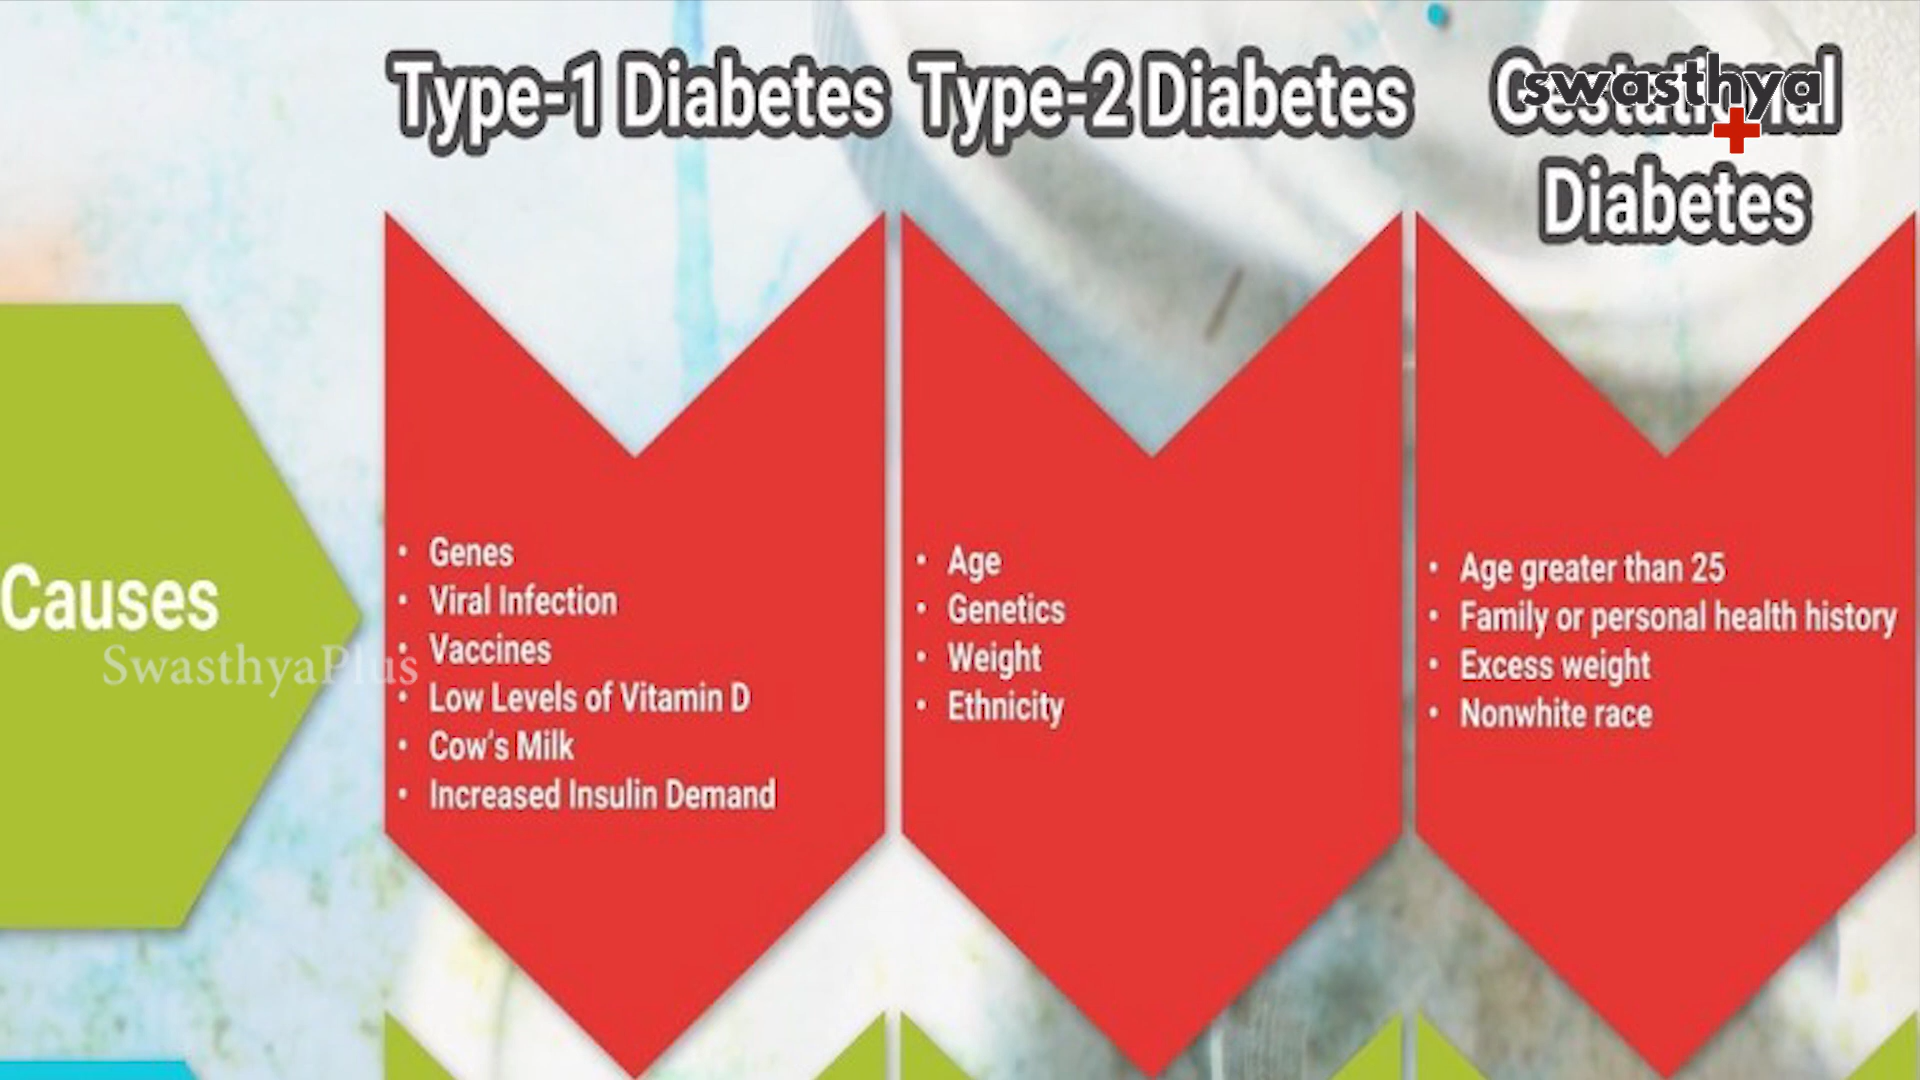 Type-1 Diabetes
Type-2 Diabetes
Gestational
Diabetes
swasthya
Causes
SwasthyaPlus
• Genes
• Viral Infection
• Vaccines
• Low Levels of Vitamin D
• Cow's Milk
• Increased Insulin Demand
• Age
• Genetics
• Weight
• Ethnicity
• Age greater than 25
• Family or personal health history
• Excess weight
• Nonwhite race